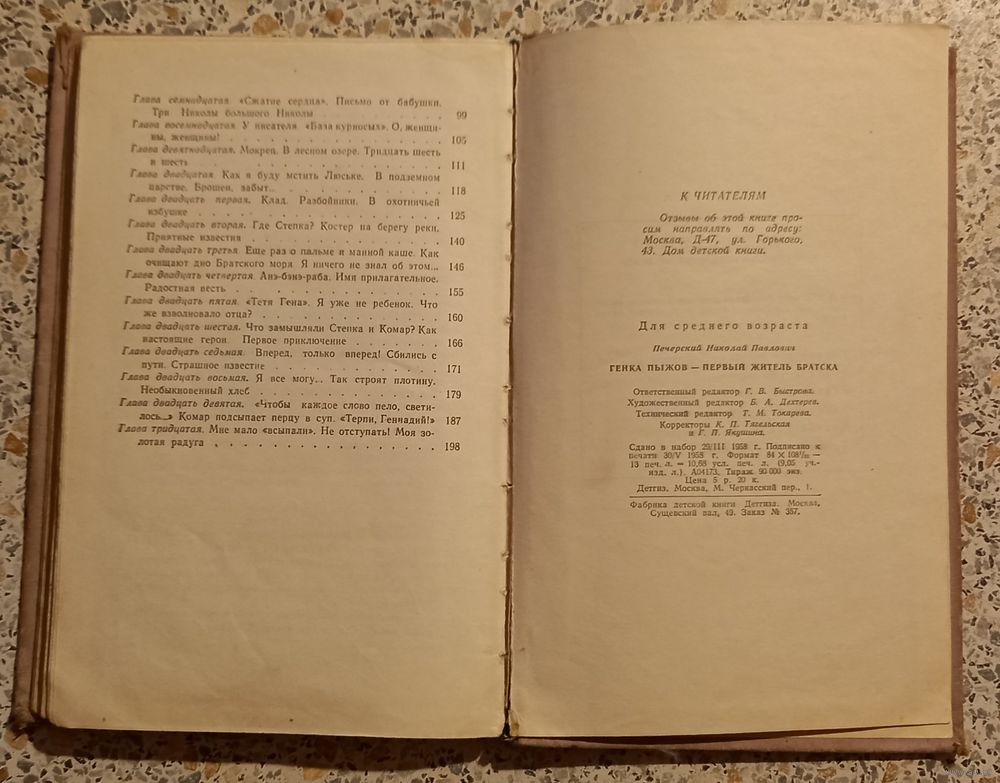 Глава семнадцатая. «Сжатие сердца». Письмо от бабушки.
Три Николы большого Николы . . . . . . . . . . 99
Глава восемнадцатая. У писателя. «База курносых». О, женщи-
ны, женщины! . . . . . . . . . . . . . . . . 105
Глава девятнадцатая. Мокрец. В лесном озере. Тридцать шесть
и шесть . . . . . . . . . . . . . . . . . . 111
Глава двадцатая. Как я буду мстить Люське. В подземном
царстве. Брошен, забыт... . . . . . . . . . . . . 118
Глава двадцать первая. Клад. Разбойники. В охотничьей
избушке . . . . . . . . . . . . . . . . . . 125
Глава двадцать вторая. Где Степка? Костер на берегу реки.
Приятные известия . . . . . . . . . . . . . . 140
Глава двадцать третья. Еще раз о пальме и манной каше. Как
очищают дно Братского моря. Я ничего не знал об этом... 146
Глава двадцать четвертая. Анэ-бэнэ-раба. Имя прилагательное.
Радостная весть . . . . . . . . . . . . . . . 155
Глава двадцать пятая. «Тетя Гена». Я уже не ребенок. Что
же взволновало отца? . . . . . . . . . . . . . 160
Глава двадцать шестая. Что замышляли Степка и Комар? Как
настоящие герои. Первое приключение . . . . . . . 166
Глава двадцать седьмая. Вперед, только вперед! Сбились с
пути. Страшное известие . . . . . . . . . . . . 171
Глава двадцать восьмая. Я все могу... Так строят плотину.
Необыкновенный хлеб . . . . . . . . . . . . . 179
Глава двадцать девятая. «Чтобы каждое слово пело, свети-
лось...» Комар подсыпает перцу в суп. «Терпи, Генчадий!» 187
Глава тридцатая. Мне мало «всыпали». Не отступать! Моя зо-
лотая радуга . . . . . . . . . . . . . . . . 198
К ЧИТАТЕЛЯМ
Отзывы об этой книге про-
сим направлять по адресу:
Москва, Д-47, ул. Горького,
43. Дом детской книги.
Для среднего возраста
Печерский Николай Павлович
ГЕНКА ПЫЖОВ — ПЕРВЫЙ ЖИТЕЛЬ БРАТСКА
Ответственный редактор Г. В. Быстрова.
Художественный редактор Б. А. Дехтерев.
Технический редактор Т. М. Токарева.
Корректоры К. П. Тягельская
и Г. П. Якушина.
Сдано в набор 29/III 1958 г. Подписано к
печати 30/V 1958 г. Формат 84 × 108¹/₃₂ —
13 печ. л. = 10,68 усл. печ. л. (9,05 уч.-
изд. л.). А04173. Тираж 90 000 экз.
Цена 5 р. 20 к.
Детгиз. Москва, М. Черкасский пер., 1.
Фабрика детской книги Детгиза. Москва,
Сущевский вал, 49. Заказ № 357.